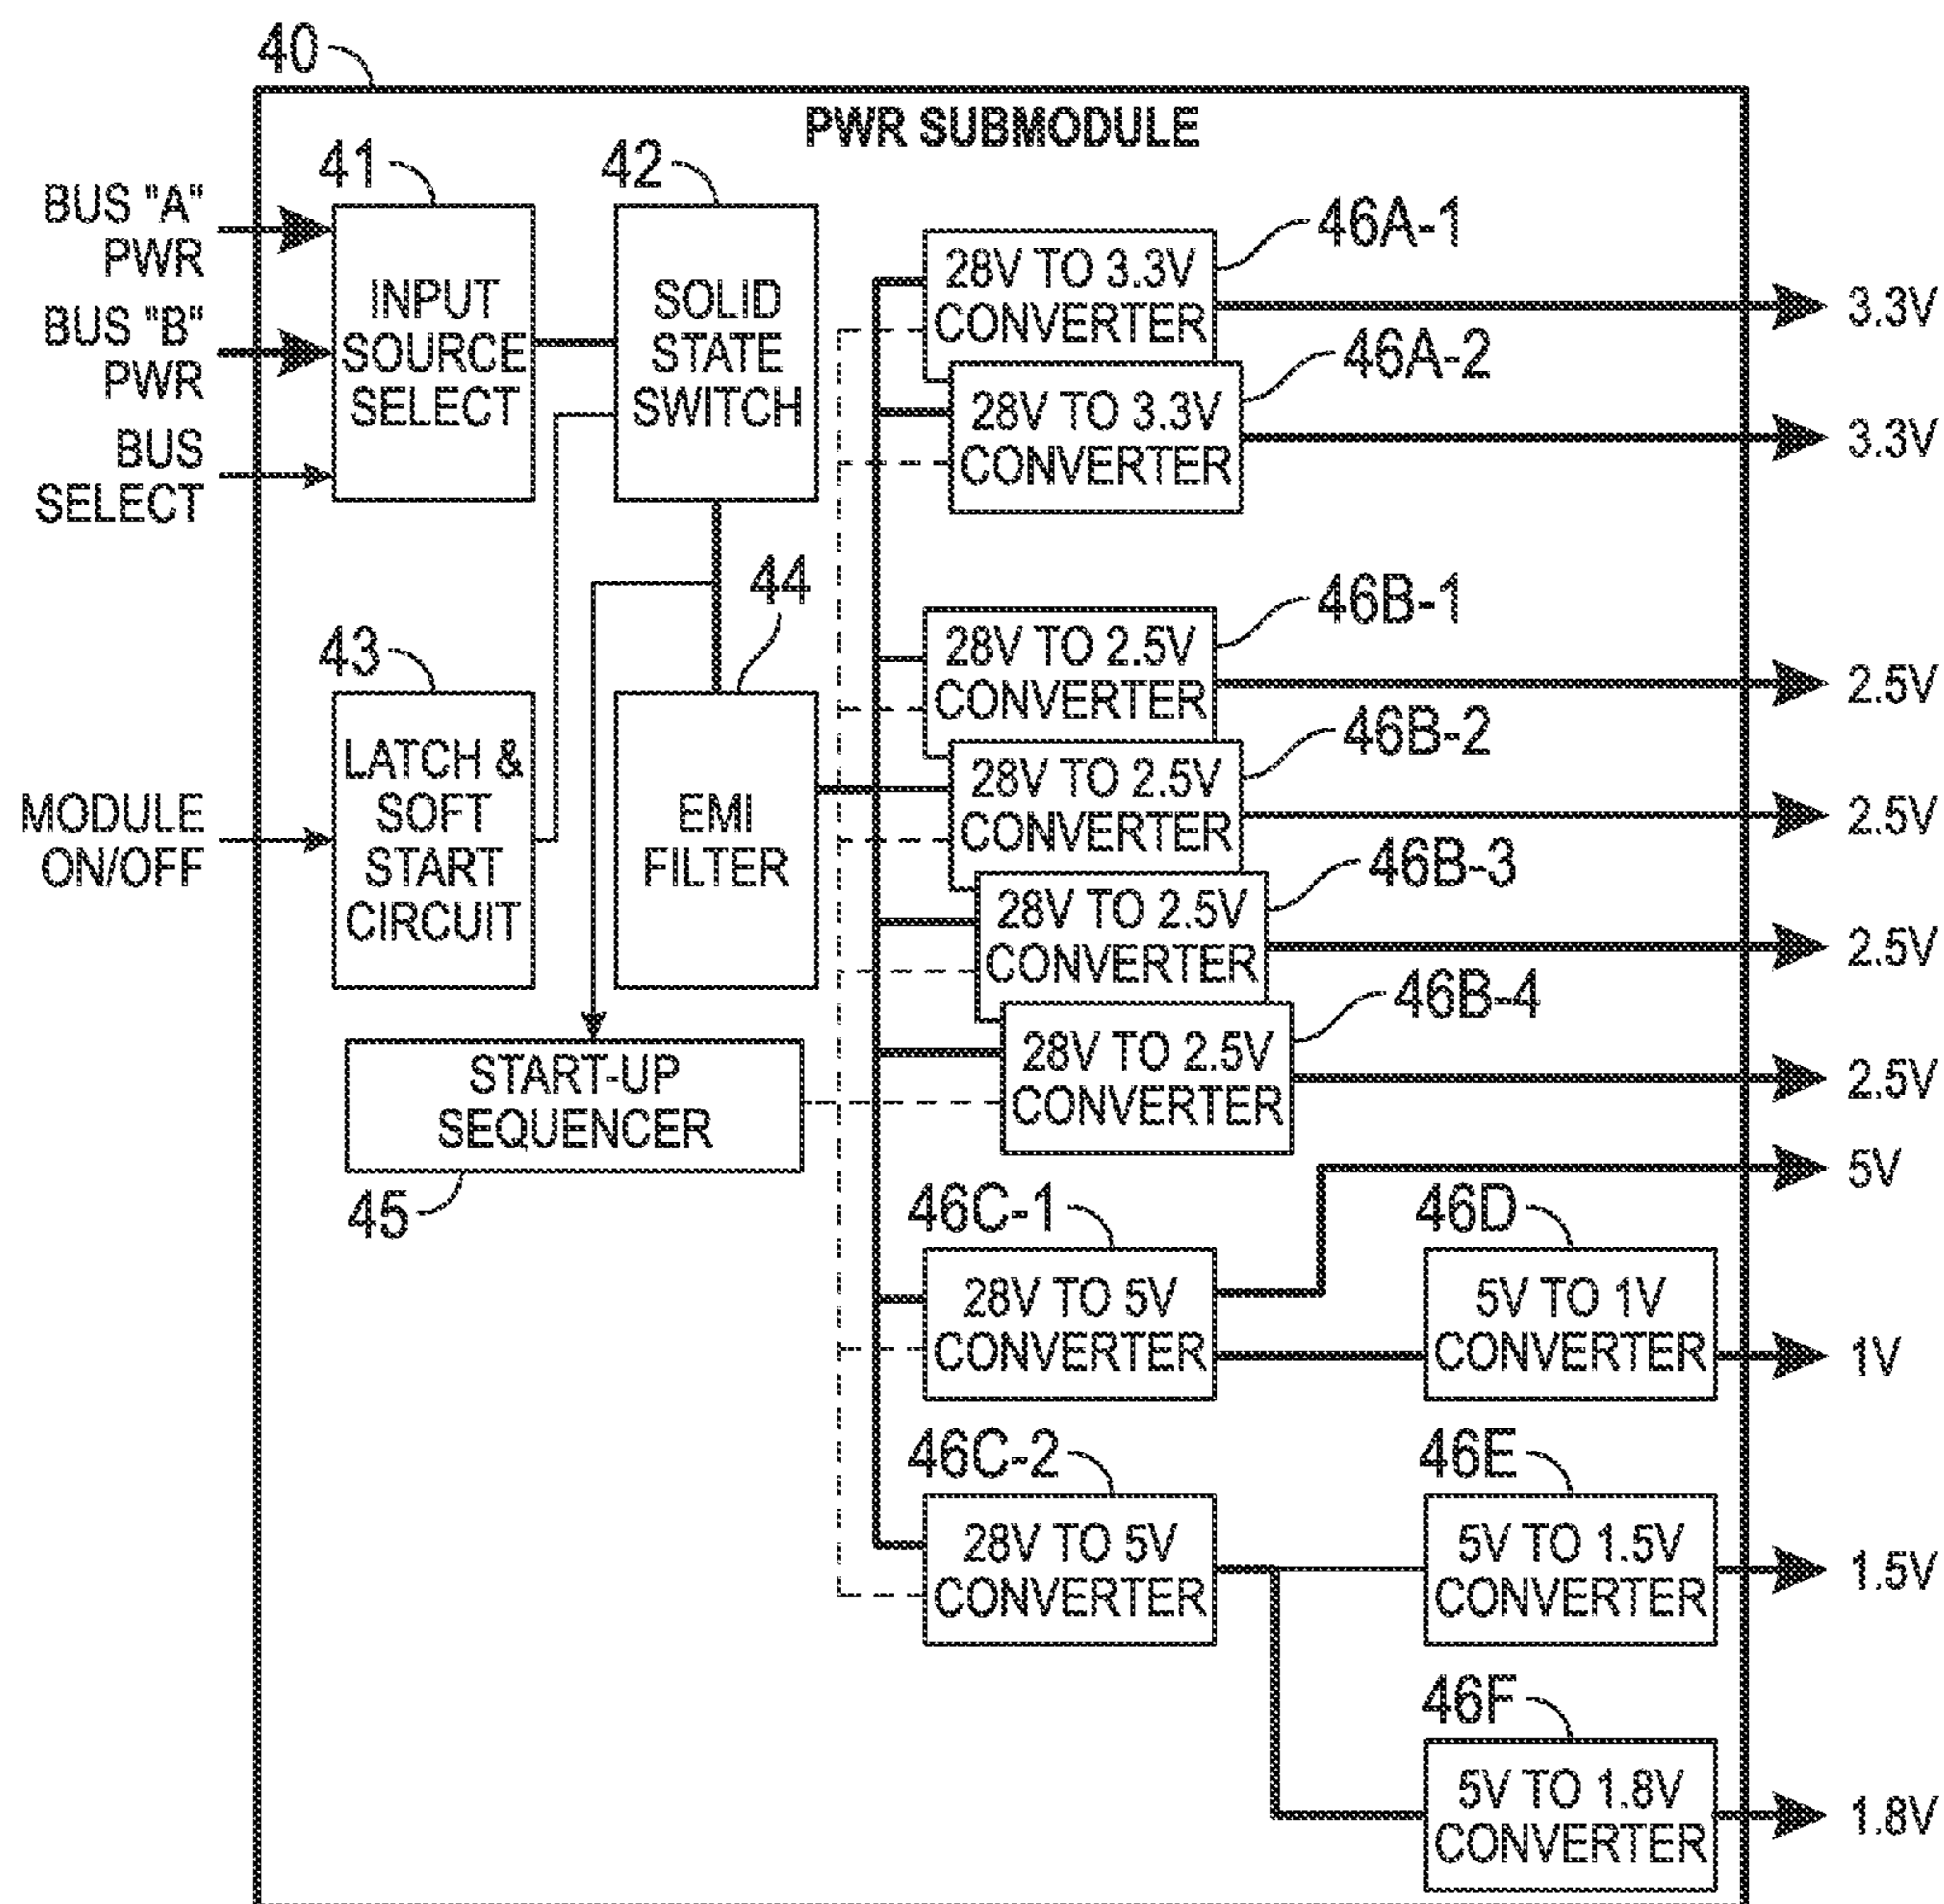 40
PWR SUBMODULE
41
42
BUS "A"
PWR
BUS "B"
PWR
BUS
SELECT
INPUT
SOURCE
SELECT
SOLID
STATE
SWITCH
46A-1
28V TO 3.3V
CONVERTER
3.3V
46A-2
28V TO 3.3V
CONVERTER
3.3V
43
44
MODULE
ON/OFF
LATCH &
SOFT
START
CIRCUIT
EMI
FILTER
46B-1
28V TO 2.5V
CONVERTER
2.5V
46B-2
28V TO 2.5V
CONVERTER
2.5V
46B-3
28V TO 2.5V
CONVERTER
2.5V
46B-4
28V TO 2.5V
CONVERTER
2.5V
START-UP
SEQUENCER
45
5V
46C-1
28V TO 5V
CONVERTER
46D
5V TO 1V
CONVERTER
1V
46C-2
28V TO 5V
CONVERTER
46E
5V TO 1.5V
CONVERTER
1.5V
46F
5V TO 1.8V
CONVERTER
1.8V